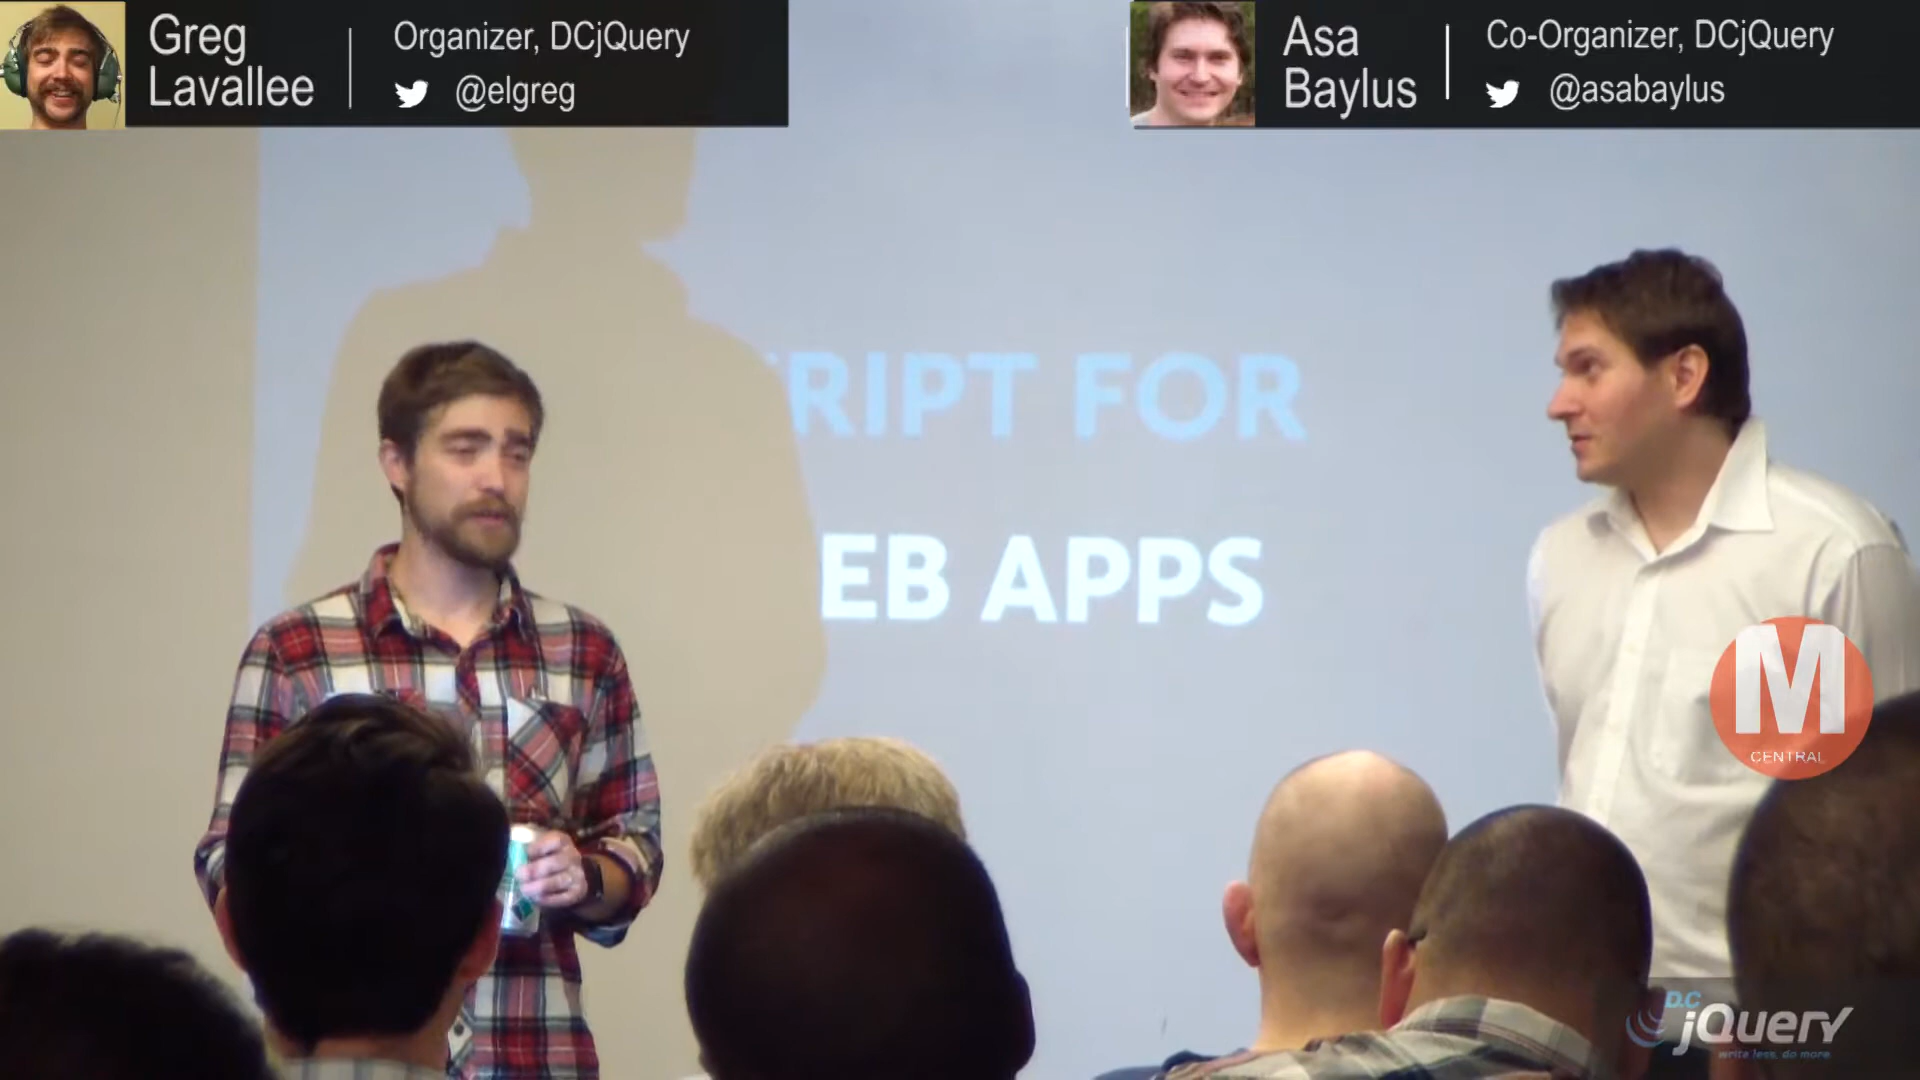 Greg
Lavallee
Organizer, DCjQuery
@elgreg
Asa
Baylus
Co-Organizer, DCjQuery
@asabaylus
RIPT FOR
EB APPS
M
CENTRAL
DC
jQuery
write less, do more.